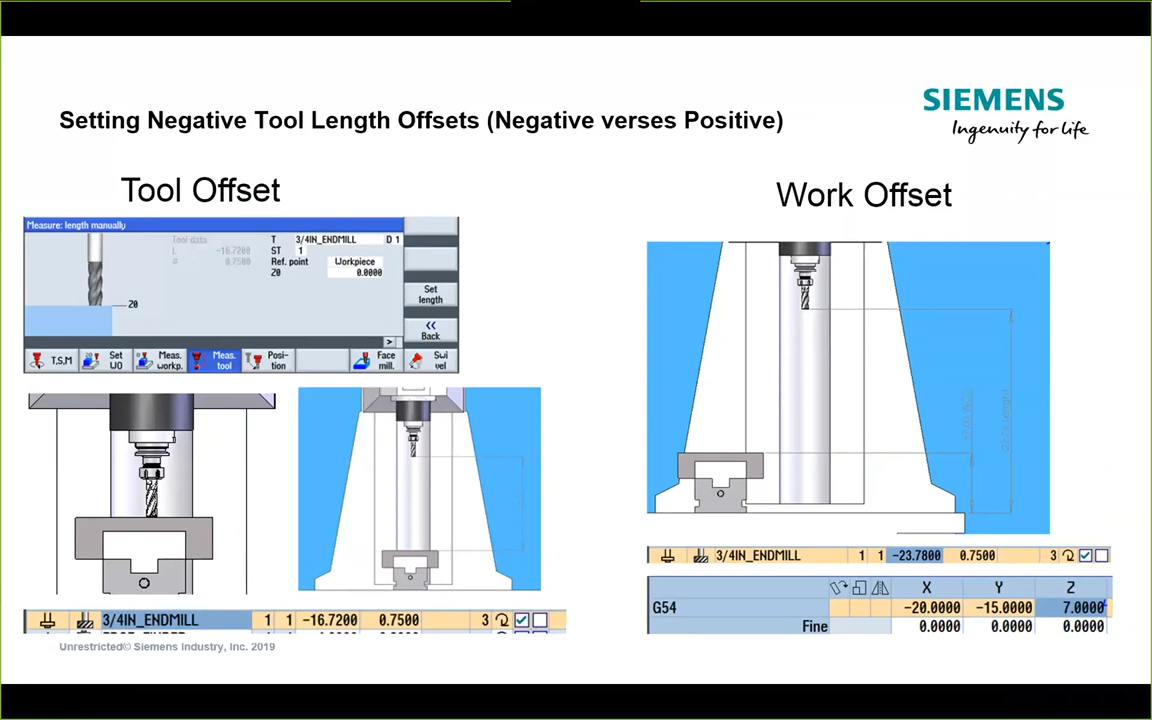 SIEMENS
Ingenuity for life
Setting Negative Tool Length Offsets (Negative verses Positive)
Tool Offset
Work Offset
Measure: length manually
Tool data
T 3/4IN_ENDMILL D 1
L -16.7200
ST 1
ø 0.7500
Ref. point Workpiece
Z0 0.0000
Z0
Set length
<< Back
>
T,S,M
Set WO
Meas. workp.
Meas. tool
Posi- tion
Face mill.
Swi vel
3/4IN_ENDMILL 1 1 -16.7200 0.7500 3
3/4IN_ENDMILL 1 1 -23.7800 0.7500 3
X Y Z
G54 -20.0000 -15.0000 7.0000
Fine 0.0000 0.0000 0.0000
Unrestricted© Siemens Industry, Inc. 2019